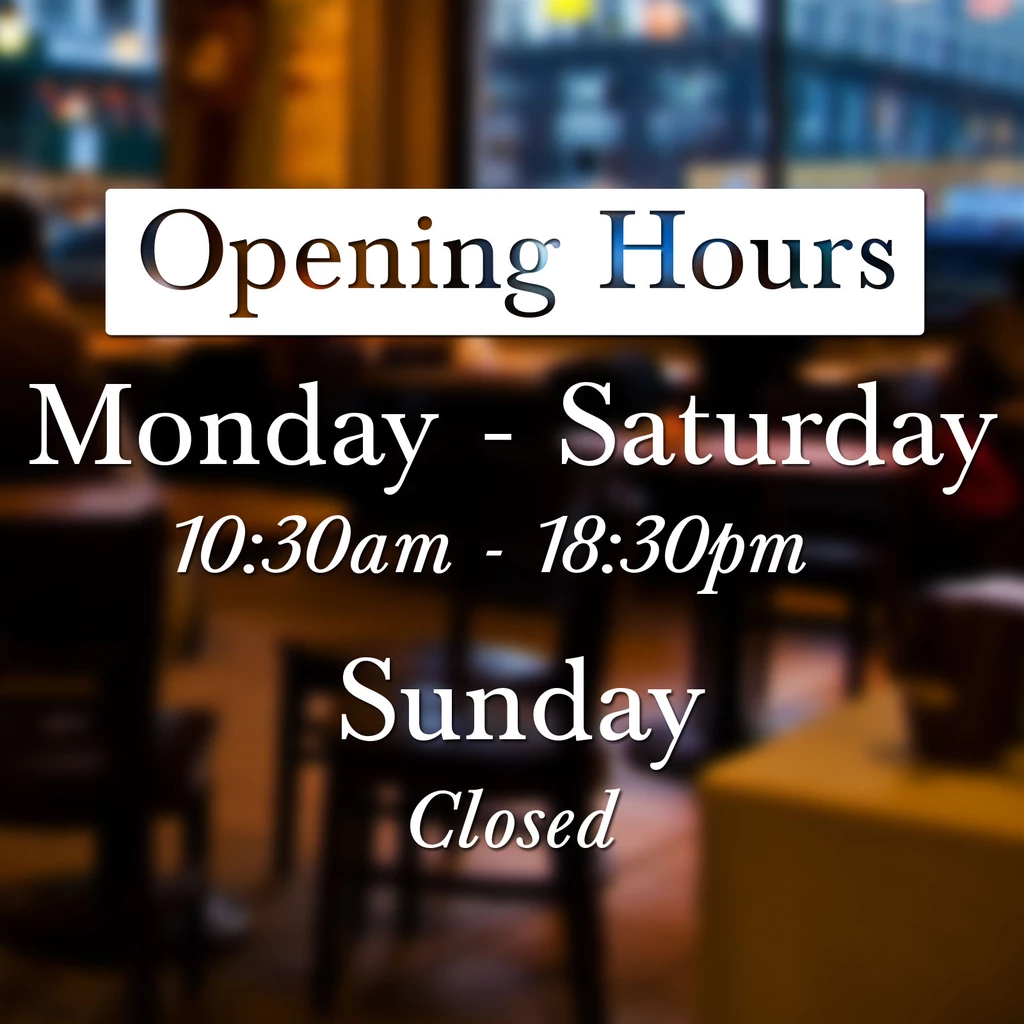 Opening Hours
Monday - Saturday
10:30am - 18:30pm
Sunday
Closed